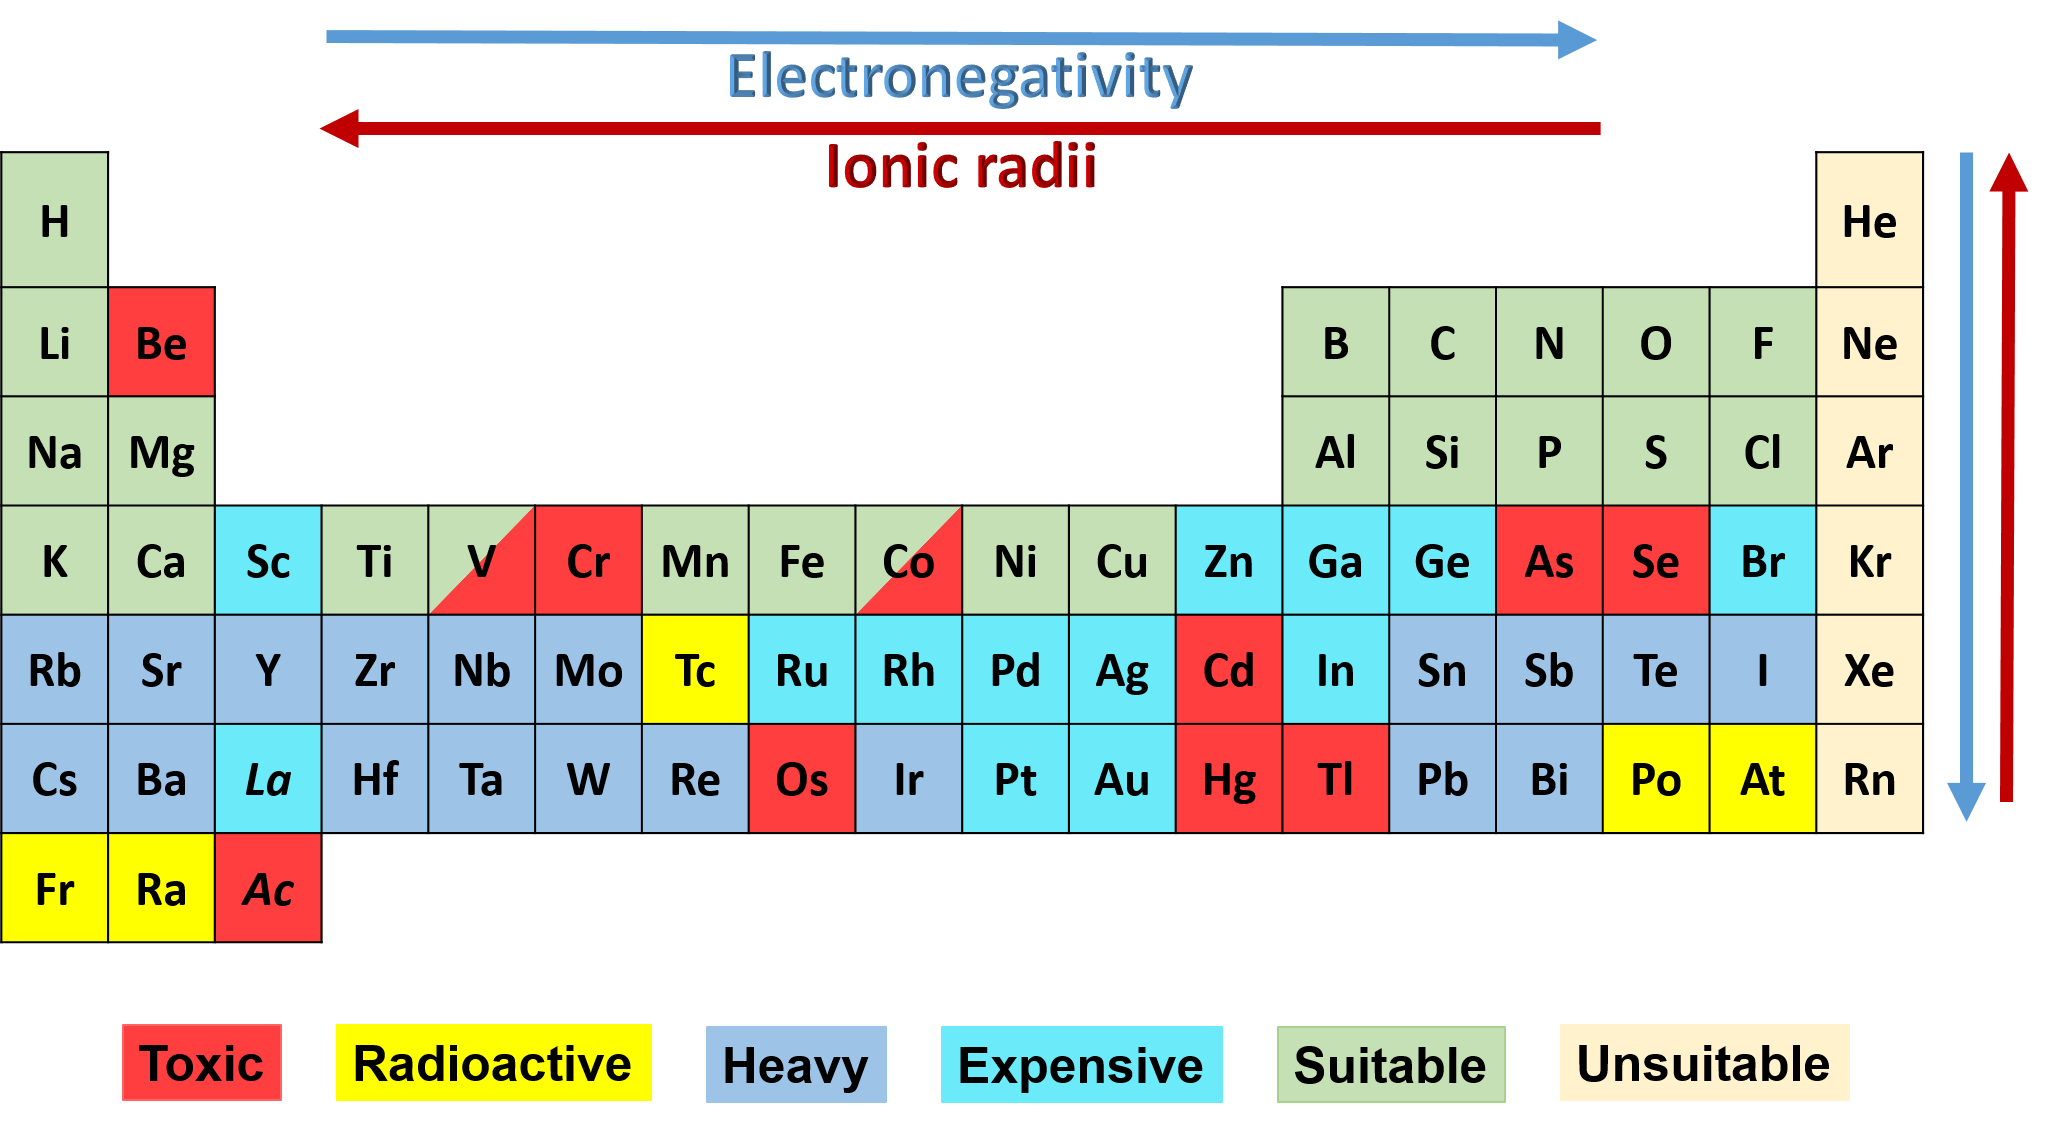 Electronegativity
Ionic radii
H He
Li Be B C N O F Ne
Na Mg Al Si P S Cl Ar
K Ca Sc Ti V Cr Mn Fe Co Ni Cu Zn Ga Ge As Se Br Kr
Rb Sr Y Zr Nb Mo Tc Ru Rh Pd Ag Cd In Sn Sb Te I Xe
Cs Ba La Hf Ta W Re Os Ir Pt Au Hg Tl Pb Bi Po At Rn
Fr Ra Ac
Toxic Radioactive Heavy Expensive Suitable Unsuitable